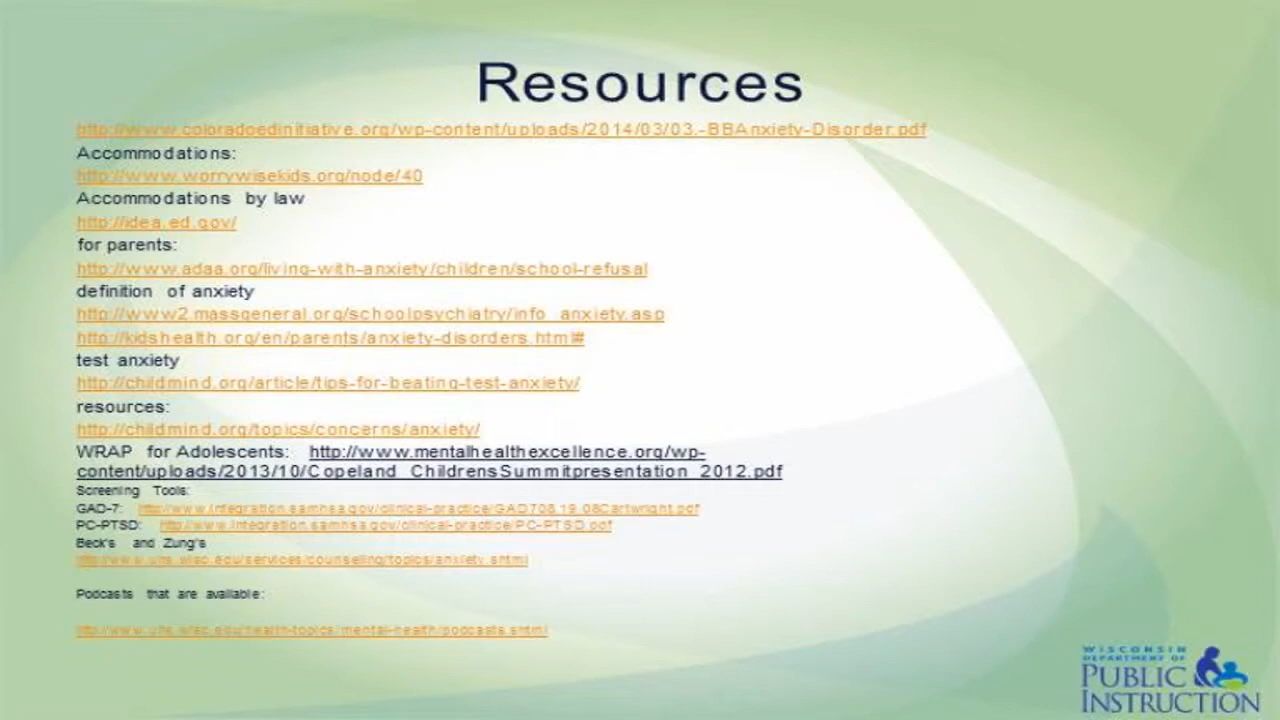 Resources
http://www.coloradoedinitiative.org/wp-content/uploads/2014/03/03.-BBAnxiety-Disorder.pdf
Accommodations:
http://www.worrywisekids.org/node/40
Accommodations by law
http://idea.ed.gov/
for parents:
http://www.adaa.org/living-with-anxiety/children/school-refusal
definition of anxiety
http://www2.massgeneral.org/schoolpsychiatry/info_anxiety.asp
http://kidshealth.org/en/parents/anxiety-disorders.html#
test anxiety
http://childmind.org/article/tips-for-beating-test-anxiety/
resources:
http://childmind.org/topics/concerns/anxiety/
WRAP for Adolescents: http://www.mentalhealthexcellence.org/wp-
content/uploads/2013/10/Copeland_ChildrensSummitpresentation_2012.pdf
Screening Tools:
GAD-7: http://www.integration.samhsa.gov/clinical-practice/GAD708.19.08Cartwright.pdf
PC-PTSD: http://www.integration.samhsa.gov/clinical-practice/PC-PTSD.pdf
Beck's and Zung's
http://www.uhs.wisc.edu/services/counseling/topics/anxiety.shtml
Podcasts that are available:
http://www.uhs.wisc.edu/health-topics/mental-health/podcasts.shtml
WISCONSIN
DEPARTMENT OF
PUBLIC
INSTRUCTION